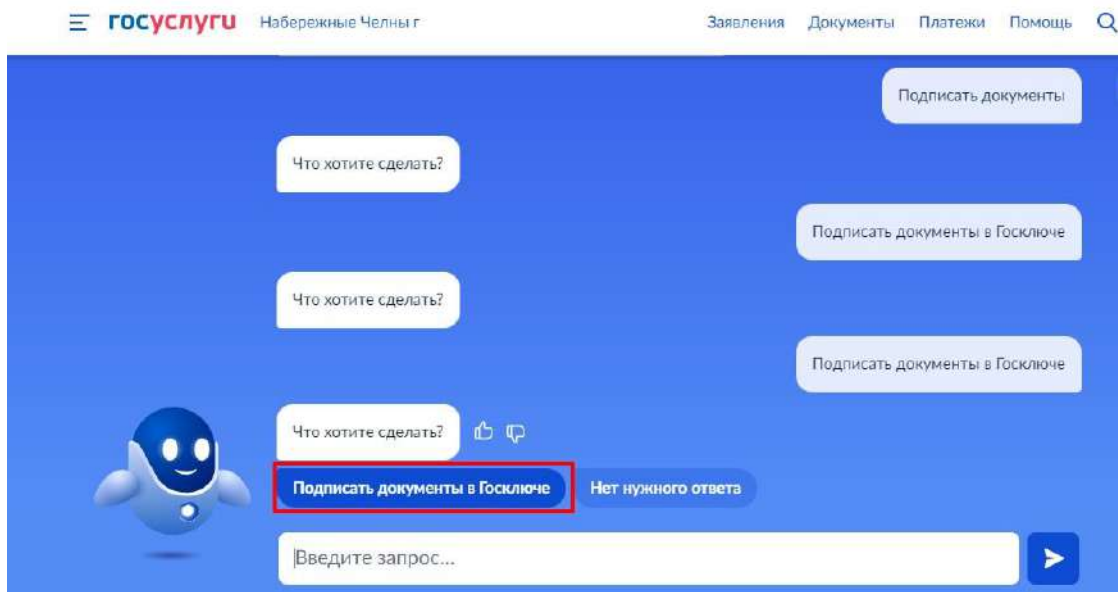 госуслуги Набережные Челны г Заявления Документы Платежи Помощь
Подписать документы
Что хотите сделать?
Подписать документы в Госключе
Что хотите сделать?
Подписать документы в Госключе
Что хотите сделать?
Подписать документы в Госключе Нет нужного ответа
Введите запрос...